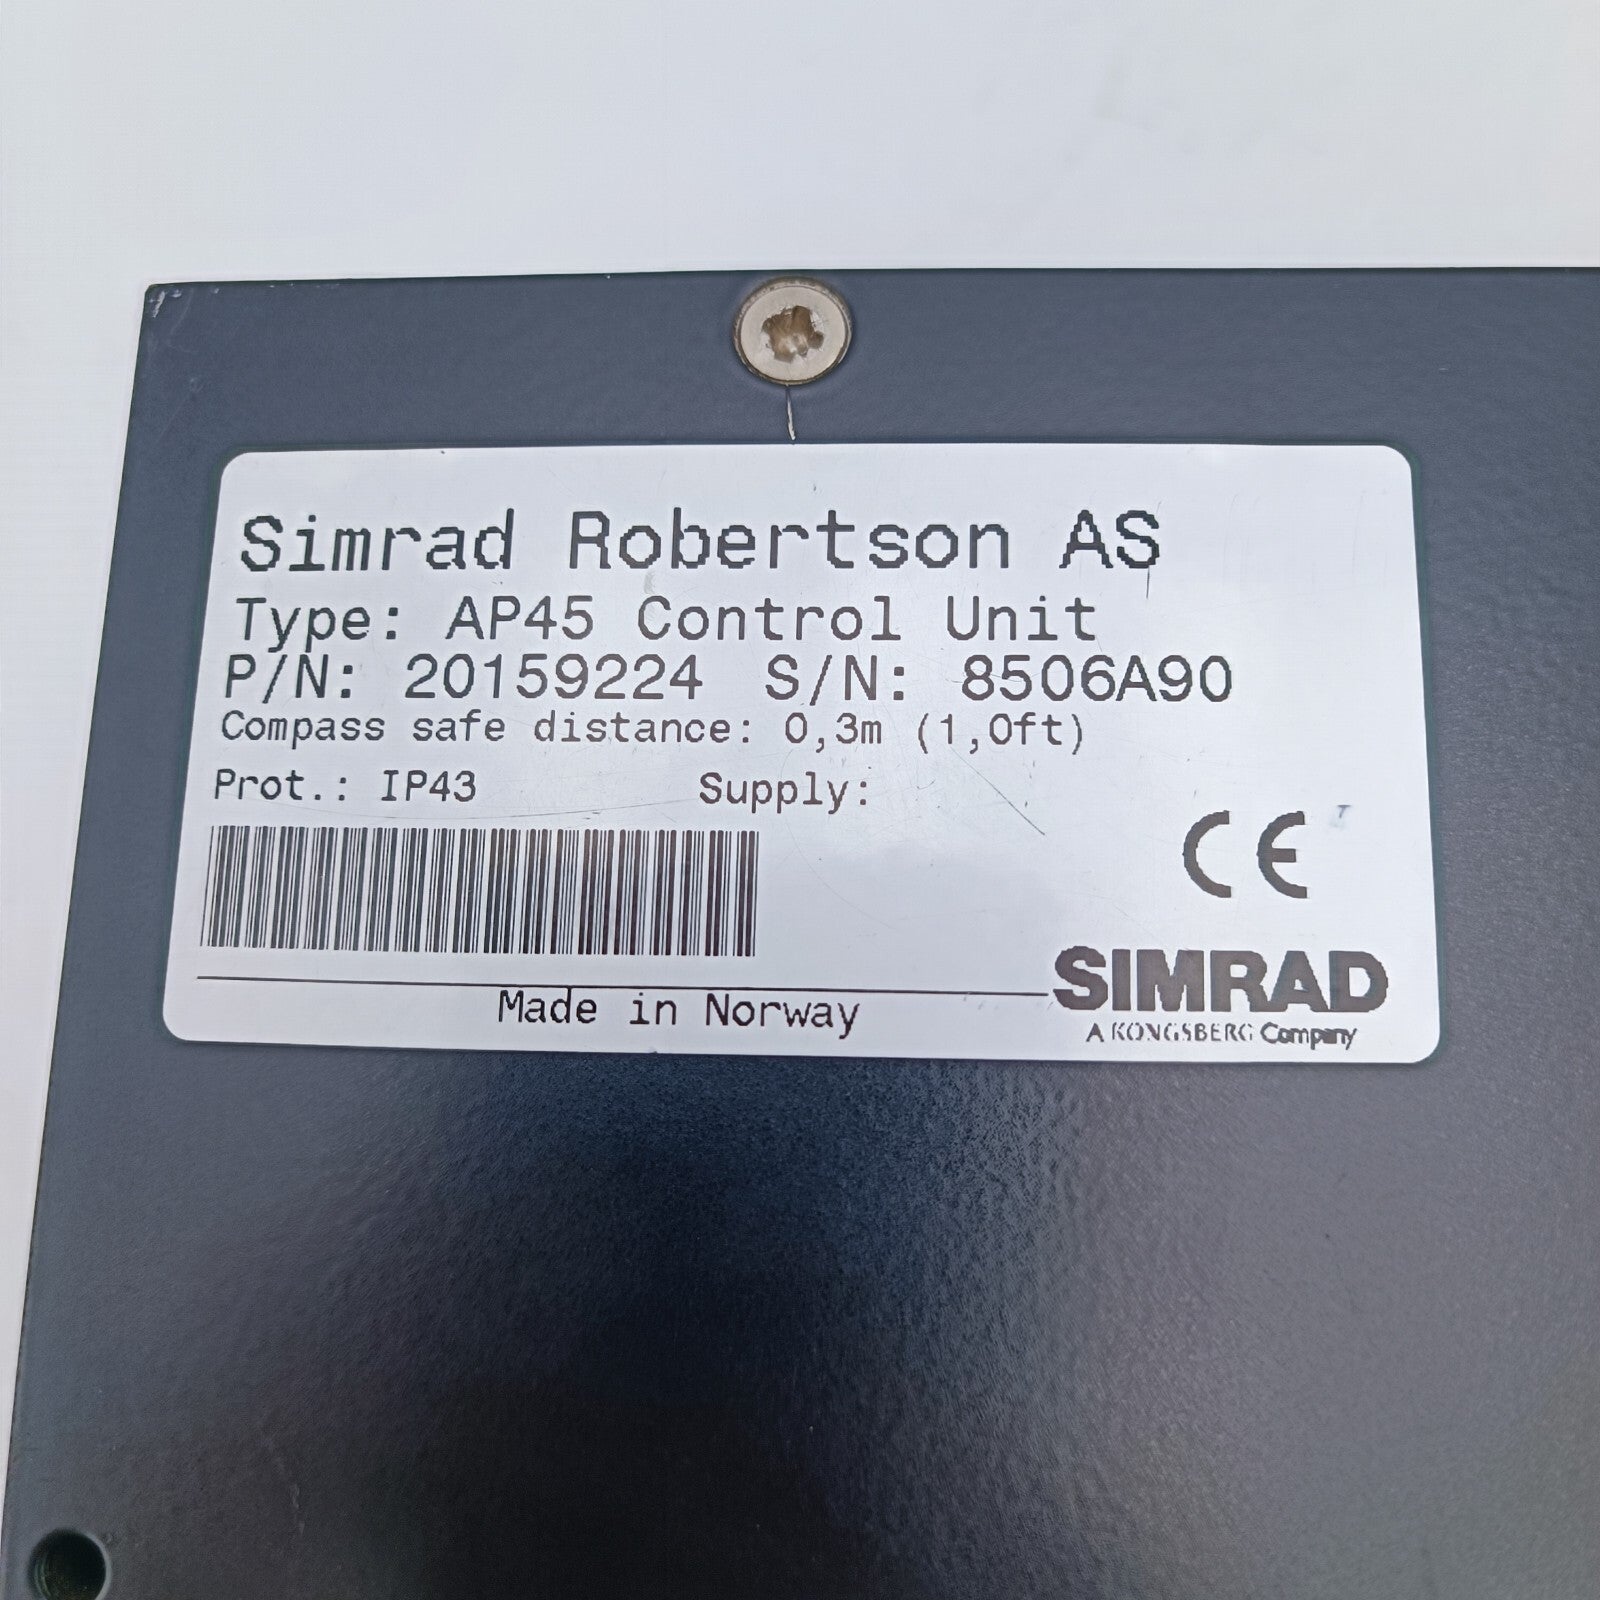 Simrad Robertson AS
Type: AP45 Control Unit
P/N: 20159224 S/N: 8506A90
Compass safe distance: 0,3m (1,0ft)
Prot.: IP43 Supply:
CE
SIMRAD
Made in Norway
A KONGSBERG Company